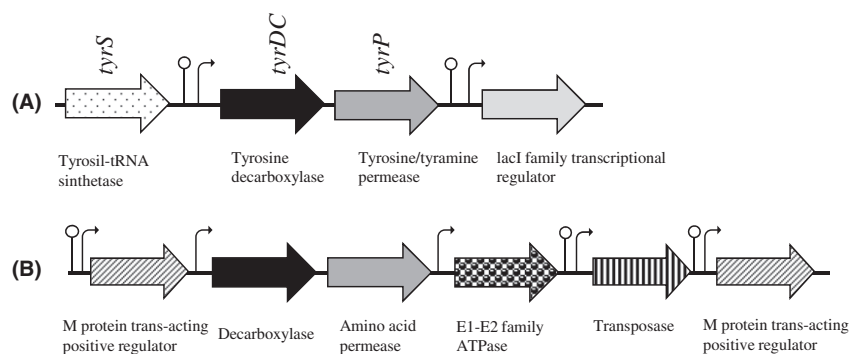 tyrS
tyrDC
tyrP
(A)
Tyrosil-tRNA
sinthetase
Tyrosine
decarboxylase
Tyrosine/tyramine
permease
lacI family transcriptional
regulator
(B)
M protein trans-acting
positive regulator
Decarboxylase
Amino acid
permease
E1-E2 family
ATPase
Transposase
M protein trans-acting
positive regulator